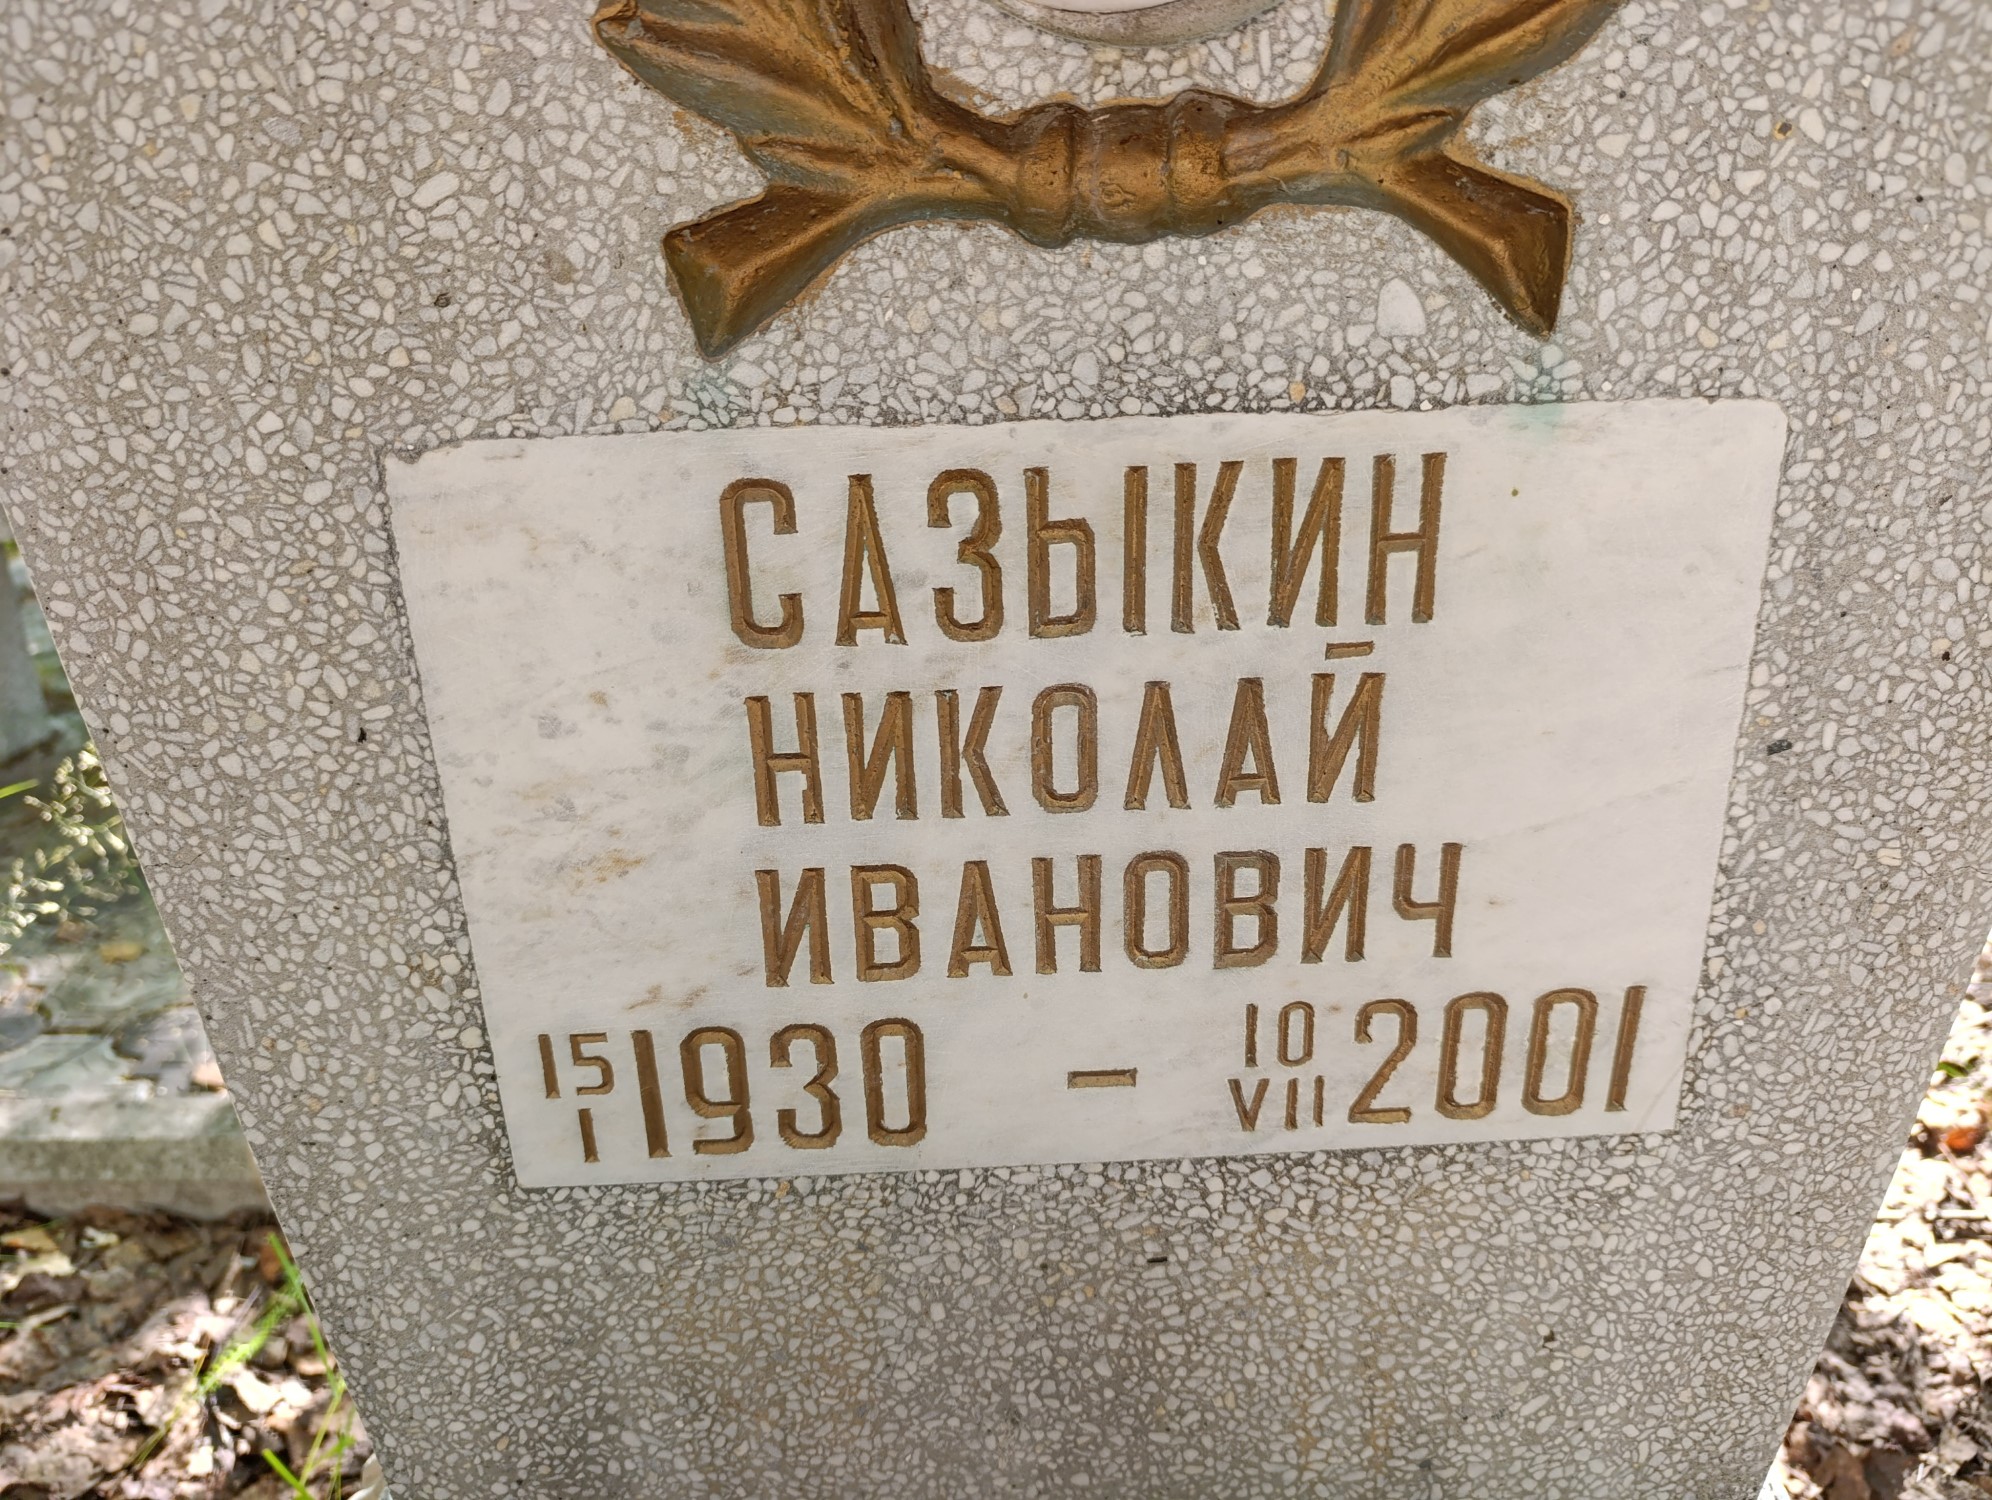 САЗЫКИН
НИКОЛАЙ
ИВАНОВИЧ
15/I 1930 - 10/VII 2001